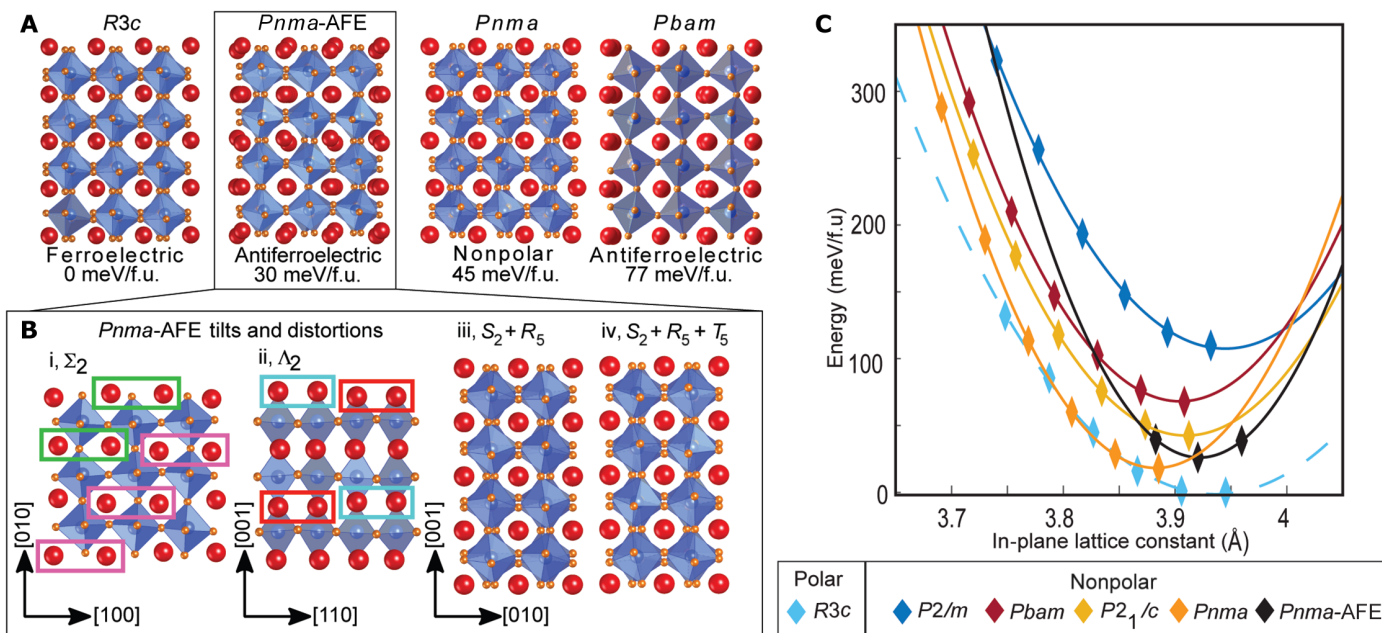 A
R3c
Pnma-AFE
Pnma
Pbam
Ferroelectric
0 meV/f.u.
Antiferroelectric
30 meV/f.u.
Nonpolar
45 meV/f.u.
Antiferroelectric
77 meV/f.u.
B
Pnma-AFE tilts and distortions
i, Σ2
ii, Λ2
iii, S2 + R5
iv, S2 + R5 + T5
[010]
[100]
[001]
[110]
[001]
[010]
C
Energy (meV/f.u)
300
200
100
0
3.7
3.8
3.9
4
In-plane lattice constant (Å)
Polar
R3c
Nonpolar
P2/m
Pbam
P21/c
Pnma
Pnma-AFE